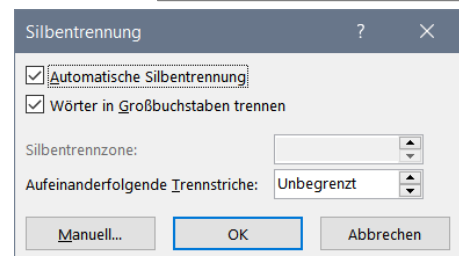 Silbentrennung ?
Automatische Silbentrennung
Wörter in Großbuchstaben trennen
Silbentrennzone:
Aufeinanderfolgende Trennstriche: Unbegrenzt
Manuell... OK Abbrechen